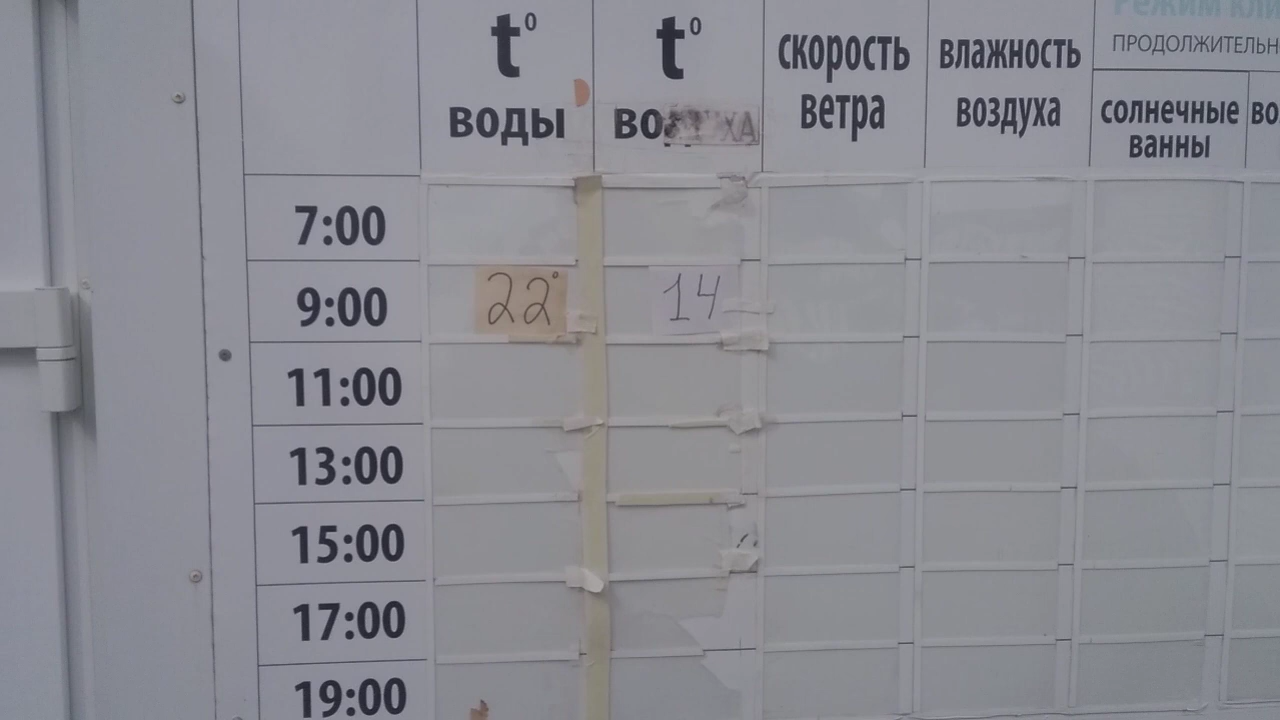 Режим
ПРОДОЛЖИТЕЛЬН
t° t° скорость влажность
воды ветра воздуха
солнечные
ванны
7:00
9:00 22° 14
11:00
13:00
15:00
17:00
19:00